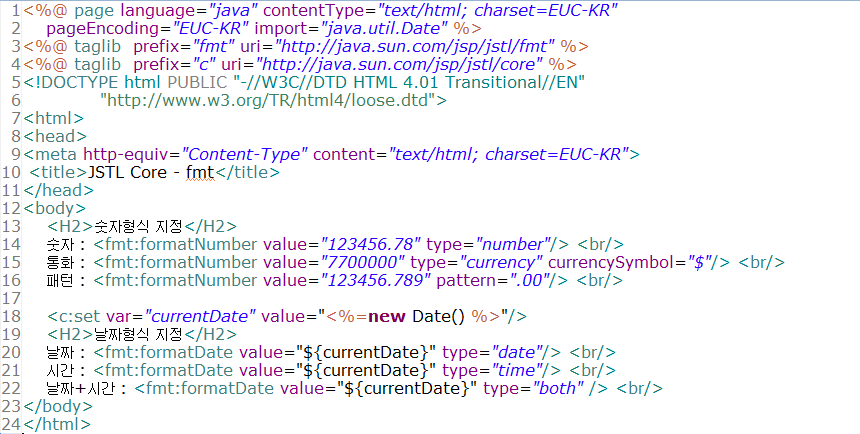 1<%@ page language="java" contentType="text/html; charset=EUC-KR"
2    pageEncoding="EUC-KR" import="java.util.Date" %>
3<%@ taglib  prefix="fmt" uri="http://java.sun.com/jsp/jstl/fmt" %>
4<%@ taglib  prefix="c" uri="http://java.sun.com/jsp/jstl/core" %>
5<!DOCTYPE html PUBLIC "-//W3C//DTD HTML 4.01 Transitional//EN"
6            "http://www.w3.org/TR/html4/loose.dtd">
7<html>
8<head>
9<meta http-equiv="Content-Type" content="text/html; charset=EUC-KR">
10 <title>JSTL Core - fmt</title>
11</head>
12<body>
13    <H2>숫자형식 지정</H2>
14    숫자 : <fmt:formatNumber value="123456.78" type="number"/> <br/>
15    통화 : <fmt:formatNumber value="7700000" type="currency" currencySymbol="$"/> <br/>
16    패턴 : <fmt:formatNumber value="123456.789" pattern=".00"/> <br/>
17
18    <c:set var="currentDate" value="<%=new Date() %>"/>
19    <H2>날짜형식 지정</H2>
20    날짜 : <fmt:formatDate value="${currentDate}" type="date"/> <br/>
21    시간 : <fmt:formatDate value="${currentDate}" type="time"/> <br/>
22    날짜+시간 : <fmt:formatDate value="${currentDate}" type="both" /> <br/>
23</body>
24</html>